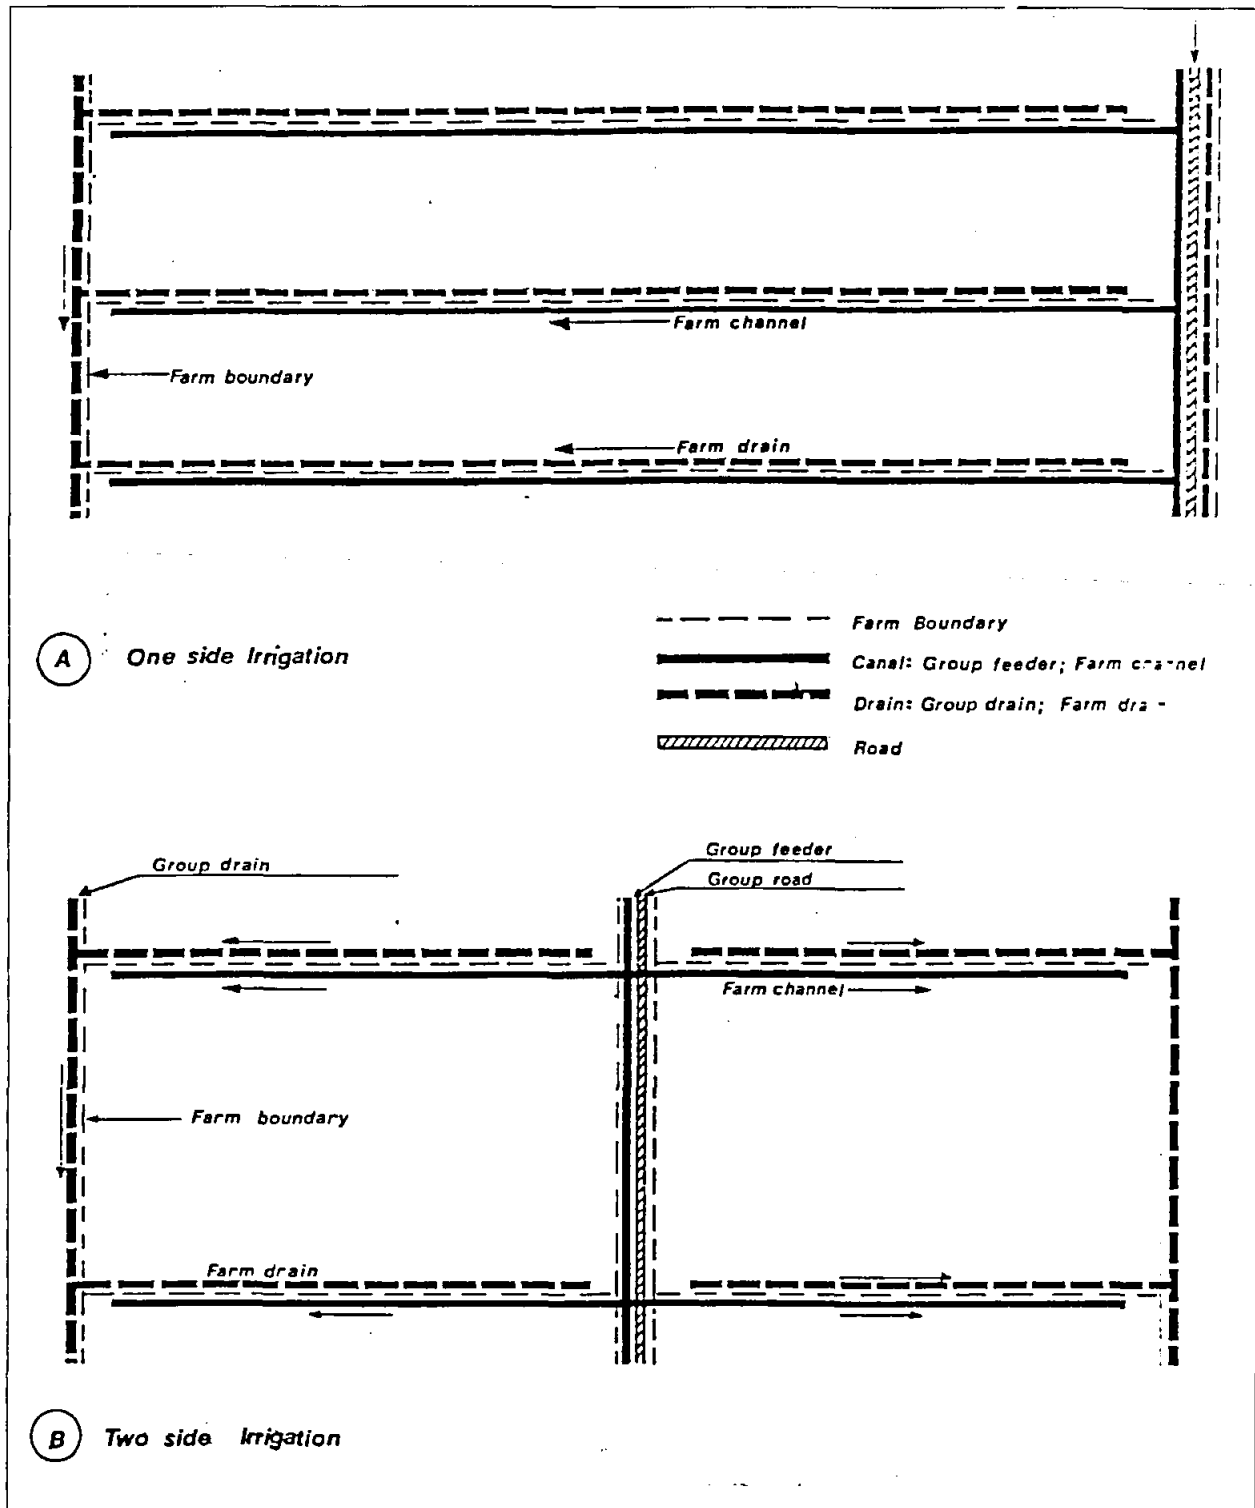 Farm channel
Farm boundary
Farm drain
A One side Irrigation
Farm Boundary
Canal: Group feeder; Farm
Drain: Group drain; Farm
Road
Group feeder
Group drain
Group road
Farm channel
Farm boundary
Farm drain
B Two side Irrigation